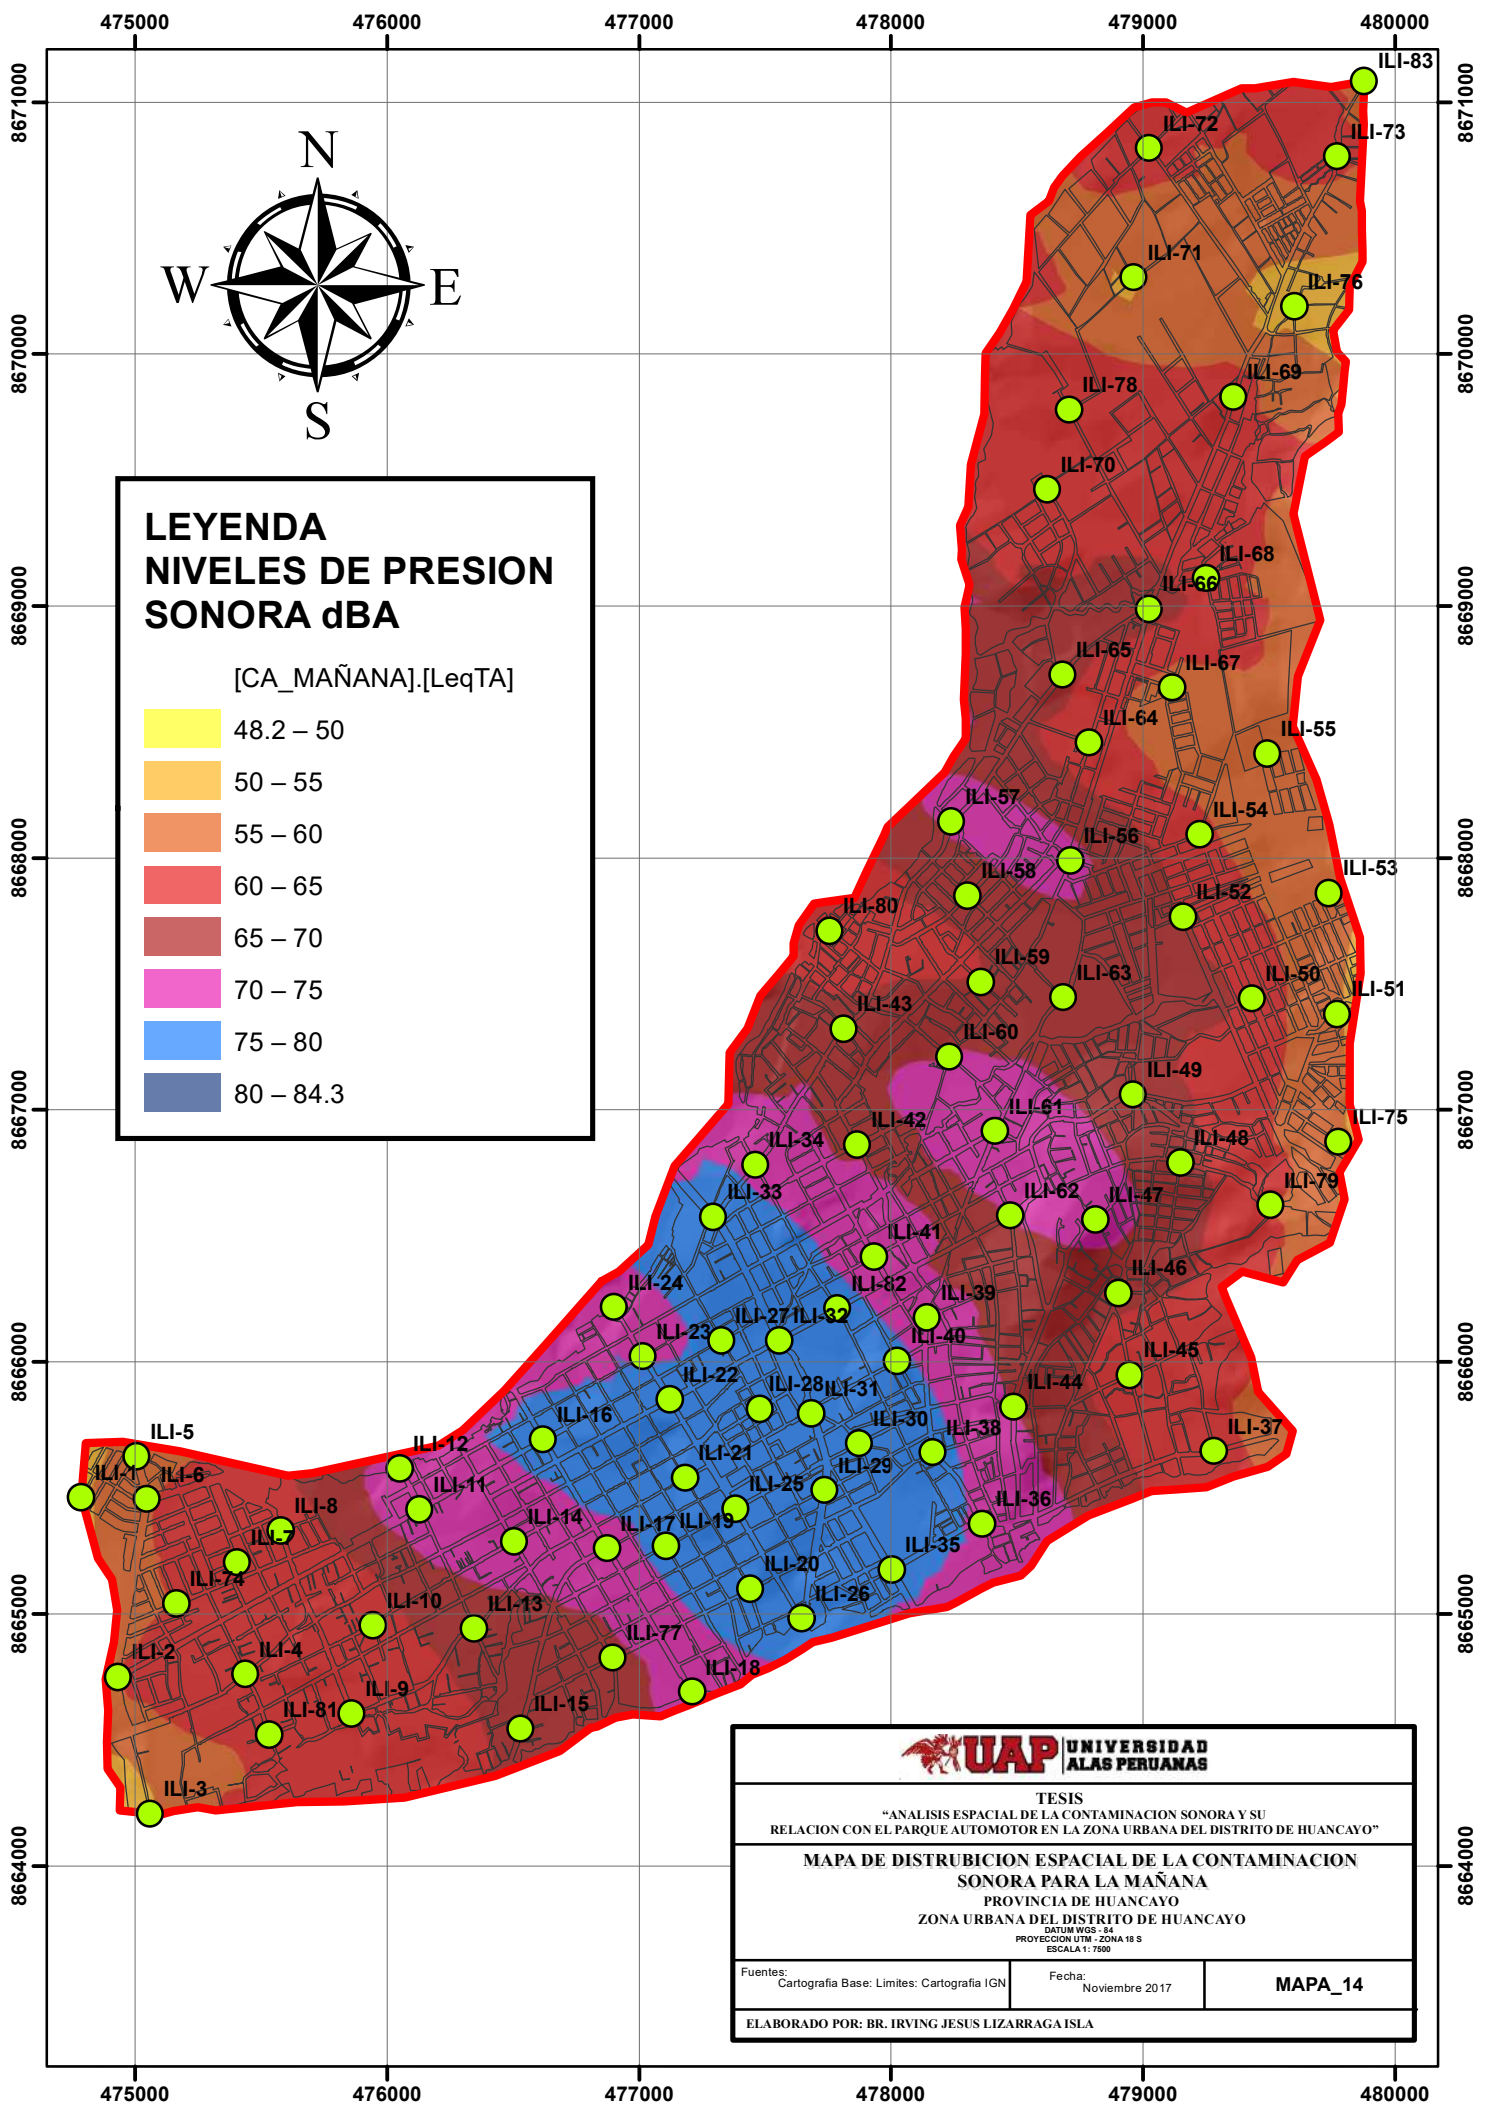 475000 476000 477000 478000 479000 480000
8671000 8671000
8670000 8670000
8669000 8669000
8668000 8668000
8667000 8667000
8666000 8666000
8665000 8665000
8664000 8664000
N
W E
S
LEYENDA
NIVELES DE PRESION
SONORA dBA
[CA_MAÑANA].[LeqTA]
48.2 – 50
50 – 55
55 – 60
60 – 65
65 – 70
70 – 75
75 – 80
80 – 84.3
ILI-83
ILI-72
ILI-73
ILI-71
ILI-76
ILI-69
ILI-78
ILI-70
ILI-68
ILI-66
ILI-65
ILI-67
ILI-64
ILI-55
ILI-57
ILI-54
ILI-56
ILI-58
ILI-53
ILI-52
ILI-80
ILI-59
ILI-63
ILI-50
ILI-51
ILI-43
ILI-60
ILI-49
ILI-61
ILI-42
ILI-75
ILI-34
ILI-48
ILI-79
ILI-33
ILI-62
ILI-47
ILI-41
ILI-24
ILI-82
ILI-46
ILI-39
ILI-27
ILI-32
ILI-23
ILI-40
ILI-45
ILI-22
ILI-28
ILI-31
ILI-44
ILI-16
ILI-30
ILI-38
ILI-37
ILI-5
ILI-12
ILI-1
ILI-6
ILI-21
ILI-29
ILI-11
ILI-25
ILI-8
ILI-36
ILI-14
ILI-17
ILI-19
ILI-7
ILI-35
ILI-20
ILI-74
ILI-26
ILI-10
ILI-13
ILI-77
ILI-2
ILI-4
ILI-18
ILI-9
ILI-81
ILI-15
ILI-3
UAP UNIVERSIDAD
ALAS PERUANAS
TESIS
“ANALISIS ESPACIAL DE LA CONTAMINACION SONORA Y SU
RELACION CON EL PARQUE AUTOMOTOR EN LA ZONA URBANA DEL DISTRITO DE HUANCAYO”
MAPA DE DISTRUBICION ESPACIAL DE LA CONTAMINACION
SONORA PARA LA MAÑANA
PROVINCIA DE HUANCAYO
ZONA URBANA DEL DISTRITO DE HUANCAYO
DATUM WGS - 84
PROYECCION UTM - ZONA 18 S
ESCALA 1: 7500
Fuentes:
Cartografia Base: Limites: Cartografia IGN
Fecha:
Noviembre 2017
MAPA_14
ELABORADO POR: BR. IRVING JESUS LIZARRAGA ISLA
475000 476000 477000 478000 479000 480000